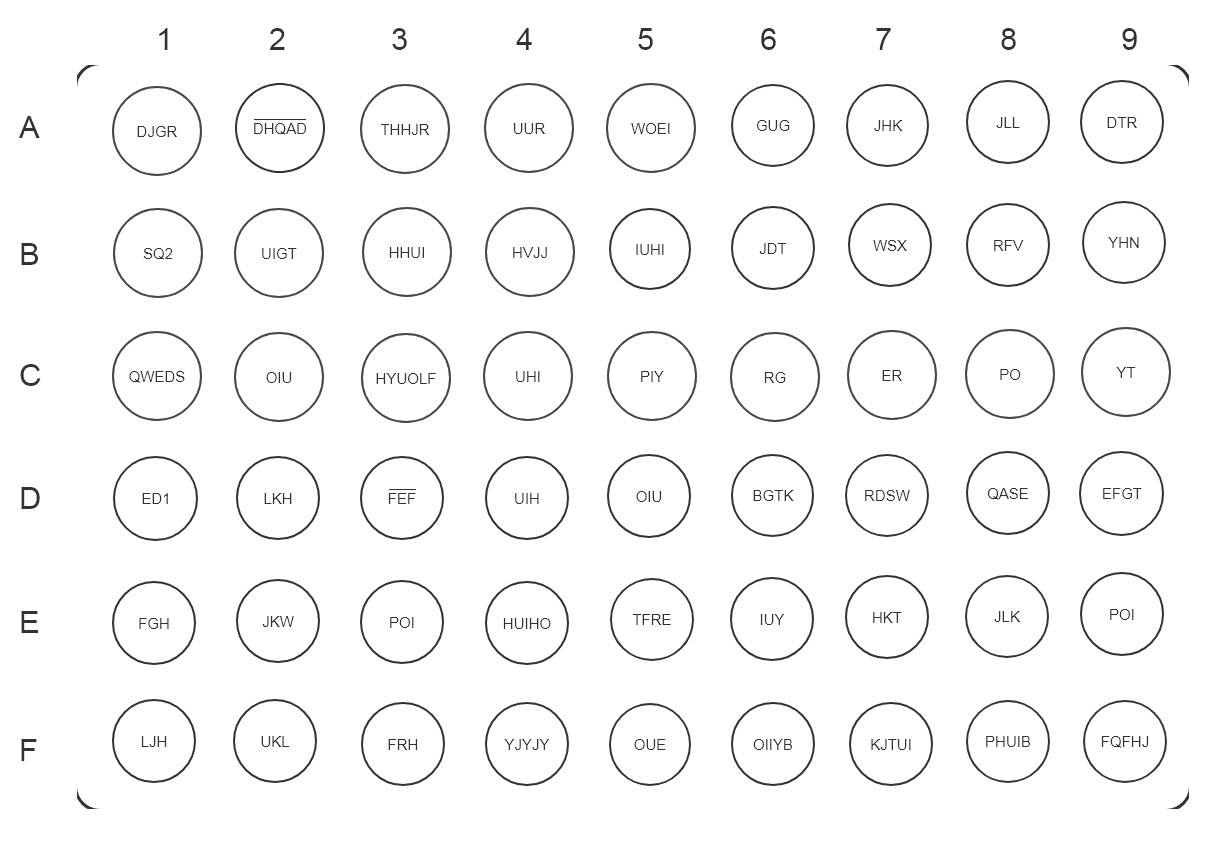 1 2 3 4 5 6 7 8 9
A DJGR D̅H̅Q̅A̅D̅ THHJR UUR WOEI GUG JHK JLL DTR
B SQ2 UIGT HHUI HVJJ IUHI JDT WSX RFV YHN
C QWEDS OIU HYUOLF UHI PIY RG ER PO YT
D ED1 LKH F̅E̅F̅ UIH OIU BGTK RDSW QASE EFGT
E FGH JKW POI HUIHO TFRE IUY HKT JLK POI
F LJH UKL FRH YJYJY OUE OIIYB KJTUI PHUIB FQFHJ